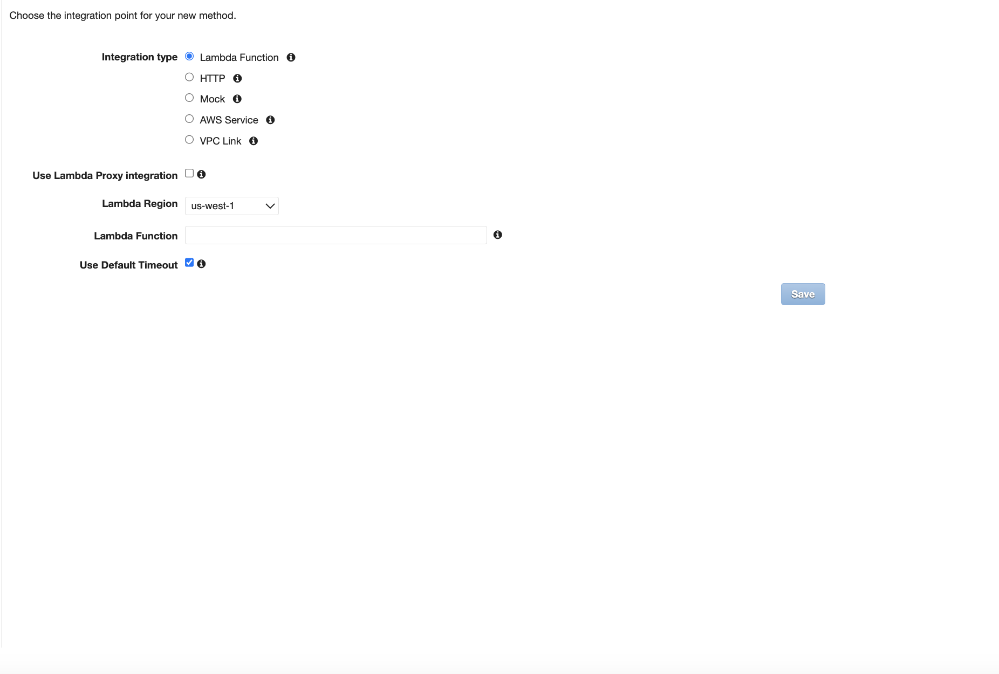 Choose the integration point for your new method.
Integration type
Lambda Function
HTTP
Mock
AWS Service
VPC Link
Use Lambda Proxy integration
Lambda Region
us-west-1
Lambda Function
Use Default Timeout
Save